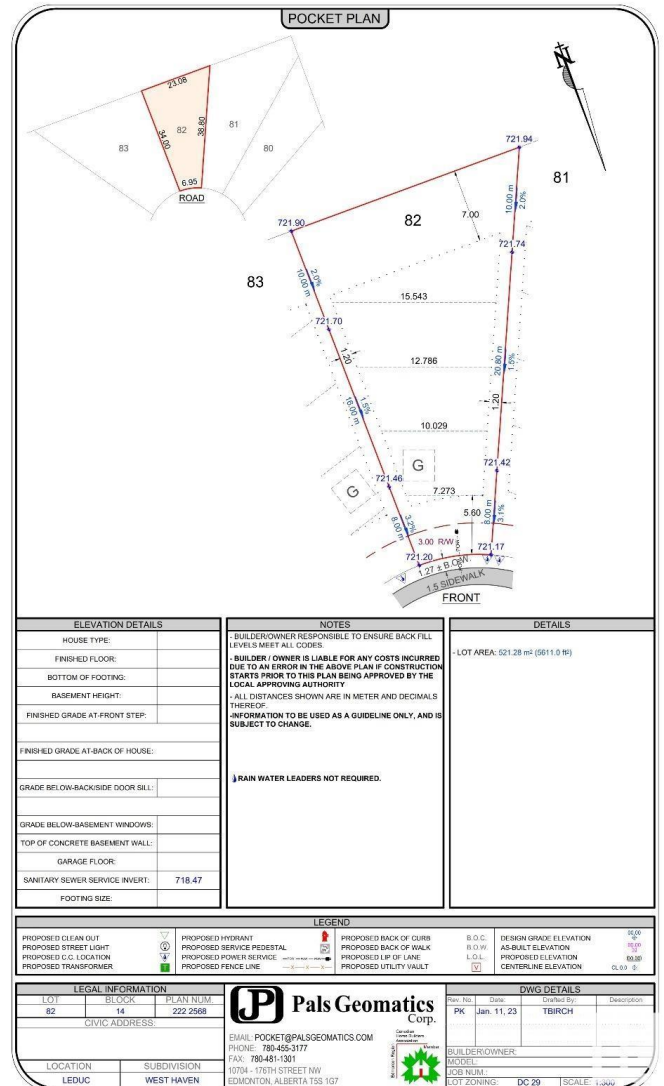 POCKET PLAN
23.08
34.00
82
38.80
81
83
80
6.95
ROAD
N
721.94
81
10.00 m
2.0%
82
7.00
721.90
721.74
83
10.00 m
2.0%
15.543
721.70
1.20
12.786
20.80 m
1.5%
16.00 m
1.5%
1.20
10.029
G
G
721.46
721.42
7.273
8.00 m
3.2%
5.60
8.00 m
3.1%
3.00 R/W
721.20
721.17
1.27 ± B.O.W.
1.5 SIDEWALK
FRONT
ELEVATION DETAILS
HOUSE TYPE:
FINISHED FLOOR:
BOTTOM OF FOOTING:
BASEMENT HEIGHT:
FINISHED GRADE AT-FRONT STEP:
FINISHED GRADE AT-BACK OF HOUSE:
GRADE BELOW-BACK/SIDE DOOR SILL:
GRADE BELOW-BASEMENT WINDOWS:
TOP OF CONCRETE BASEMENT WALL:
GARAGE FLOOR:
SANITARY SEWER SERVICE INVERT: 718.47
FOOTING SIZE:
NOTES
- BUILDER/OWNER RESPONSIBLE TO ENSURE BACK FILL
LEVELS MEET ALL CODES.
- BUILDER / OWNER IS LIABLE FOR ANY COSTS INCURRED
DUE TO AN ERROR IN THE ABOVE PLAN IF CONSTRUCTION
STARTS PRIOR TO THIS PLAN BEING APPROVED BY THE
LOCAL APPROVING AUTHORITY
- ALL DISTANCES SHOWN ARE IN METER AND DECIMALS
THEREOF.
-INFORMATION TO BE USED AS A GUIDELINE ONLY, AND IS
SUBJECT TO CHANGE.
RAIN WATER LEADERS NOT REQUIRED.
DETAILS
- LOT AREA: 521.28 m² (5611.0 ft²)
LEGEND
PROPOSED CLEAN OUT
PROPOSED STREET LIGHT
PROPOSED C.C. LOCATION
PROPOSED TRANSFORMER T
PROPOSED HYDRANT
PROPOSED SERVICE PEDESTAL
PROPOSED POWER SERVICE
PROPOSED FENCE LINE
PROPOSED BACK OF CURB B.O.C.
PROPOSED BACK OF WALK B.O.W.
PROPOSED LIP OF LANE L.O.L.
PROPOSED UTILITY VAULT V
DESIGN GRADE ELEVATION 00.00
AS-BUILT ELEVATION 00.00
PROPOSED ELEVATION 00.00
CENTERLINE ELEVATION CL 0.0
LEGAL INFORMATION
LOT BLOCK PLAN NUM.
82 14 222 2568
CIVIC ADDRESS:
LOCATION SUBDIVISION
LEDUC WEST HAVEN
JP Pals Geomatics
Corp.
EMAIL: POCKET@PALSGEOMATICS.COM
PHONE: 780-455-3177
FAX: 780-481-1301
10704 - 176TH STREET NW
EDMONTON, ALBERTA T5S 1G7
Member
DWG DETAILS
Rev. No. Date: Drafted By: Description
PK Jan. 11, 23 TBIRCH
BUILDER\OWNER:
MODEL:
JOB NUM.:
LOT ZONING: DC 29 SCALE: 1:300